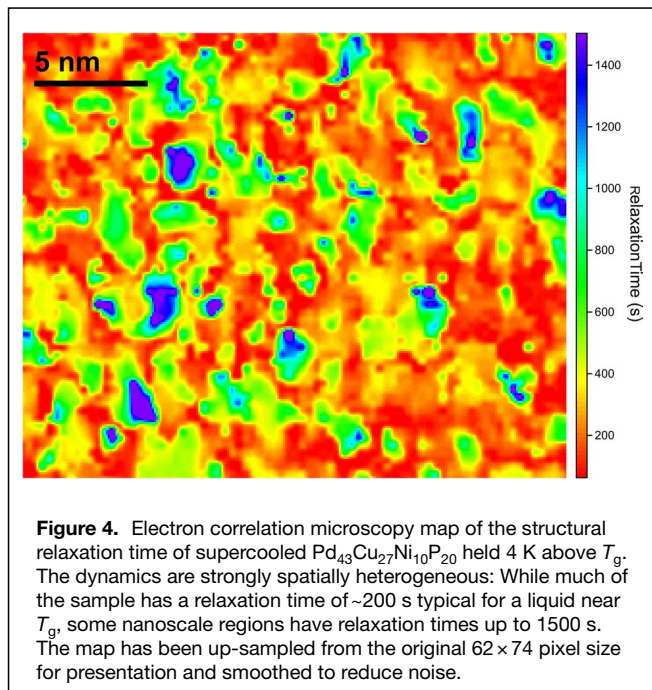 5 nm
1400
1200
1000
800
600
400
200
RelaxationTime (s)
Figure 4. Electron correlation microscopy map of the structural
relaxation time of supercooled Pd₄₃Cu₂₇Ni₁₀P₂₀ held 4 K above Tg.
The dynamics are strongly spatially heterogeneous: While much of
the sample has a relaxation time of ~200 s typical for a liquid near
Tg, some nanoscale regions have relaxation times up to 1500 s.
The map has been up-sampled from the original 62 × 74 pixel size
for presentation and smoothed to reduce noise.